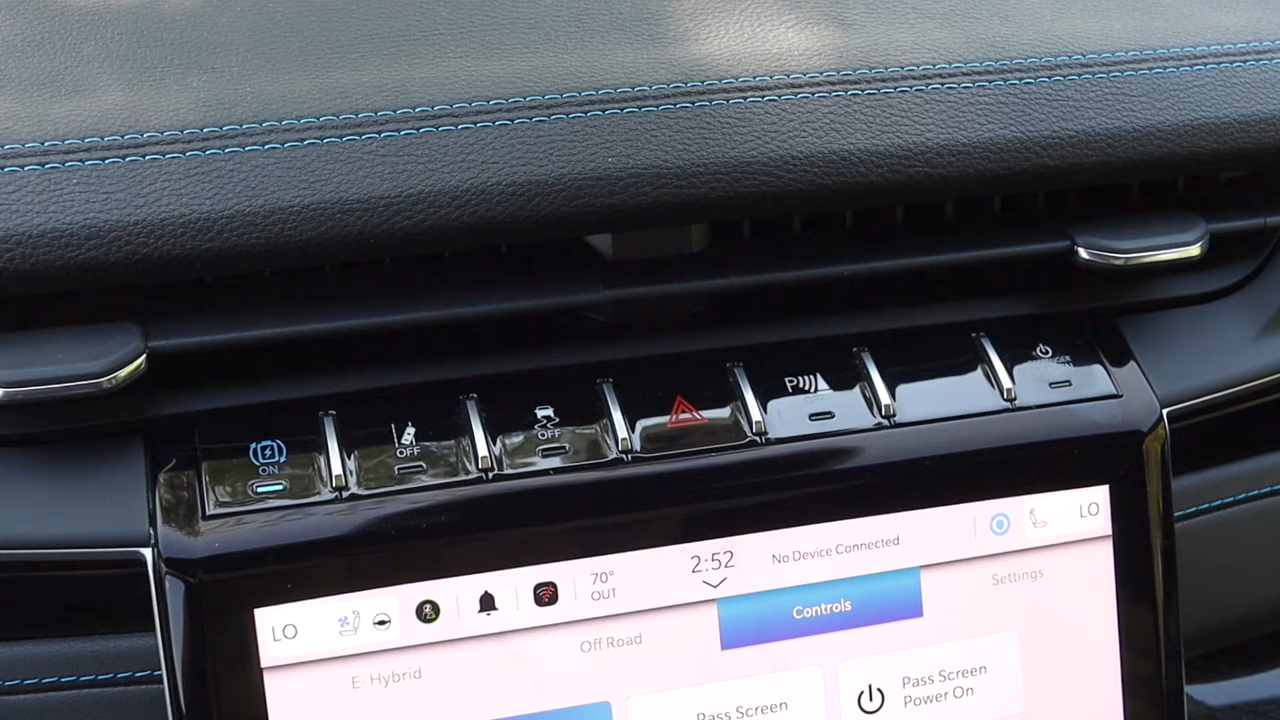 ON
OFF
OFF
P
OFF
LO
70°
OUT
2:52
No Device Connected
LO
E-Hybrid
Off Road
Controls
Settings
Pass Screen
Pass Screen
Power On